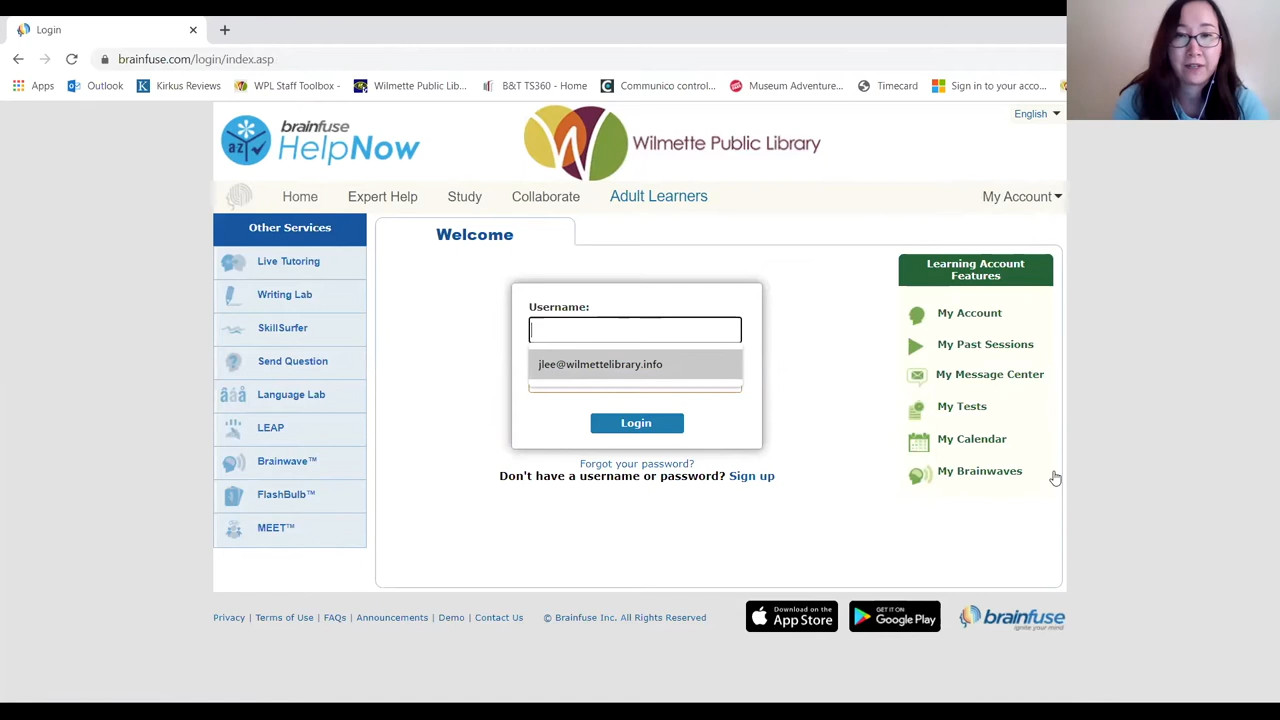 Login
brainfuse.com/login/index.asp
Apps
Outlook
Kirkus Reviews
WPL Staff Toolbox -
Wilmette Public Lib...
B&T TS360 - Home
Communico control...
Museum Adventure...
Timecard
Sign in to your acco...
brainfuse
HelpNow
az
Wilmette Public Library
English
Home
Expert Help
Study
Collaborate
Adult Learners
My Account
Other Services
Live Tutoring
Writing Lab
SkillSurfer
Send Question
Language Lab
LEAP
Brainwave™
FlashBulb™
MEET™
Welcome
Username:
jlee@wilmettelibrary.info
Login
Forgot your password?
Don't have a username or password? Sign up
Learning Account
Features
My Account
My Past Sessions
My Message Center
My Tests
My Calendar
My Brainwaves
Privacy | Terms of Use | FAQs | Announcements | Demo | Contact Us © Brainfuse Inc. All Rights Reserved
Download on the
App Store
GET IT ON
Google Play
brainfuse
ignite your mind